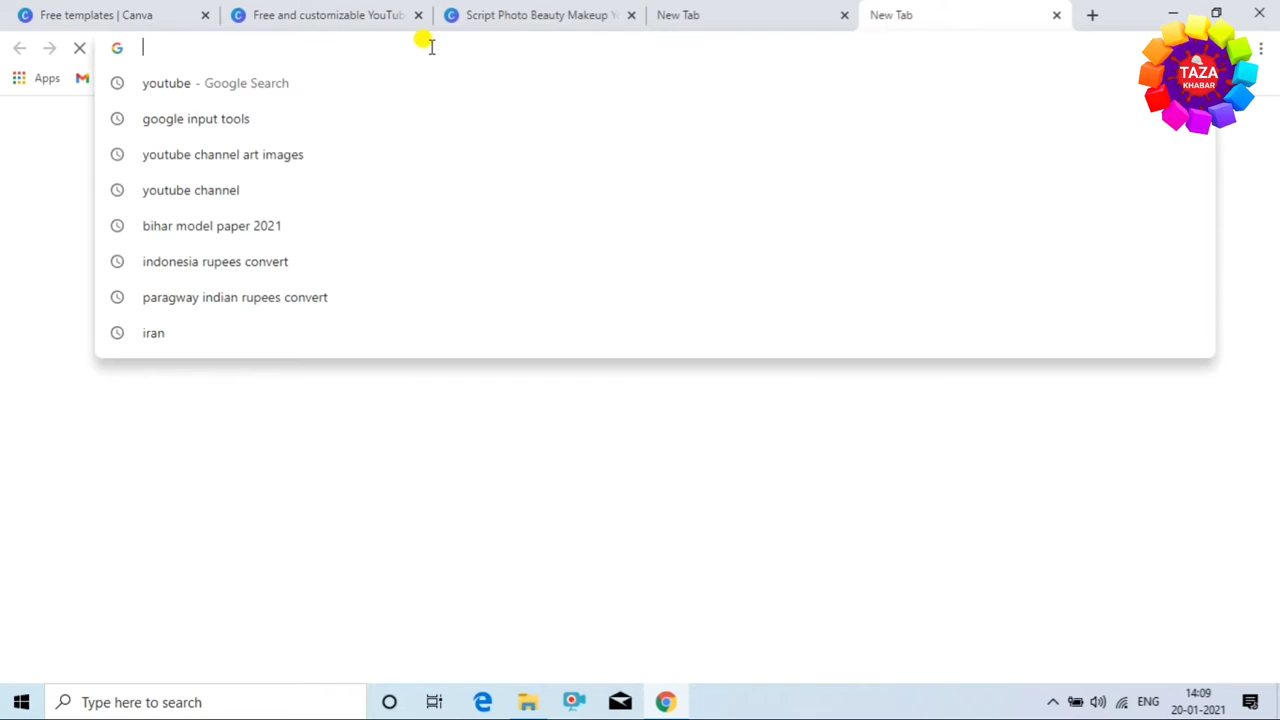 Free templates | Canva
Free and customizable YouTub
Script Photo Beauty Makeup Y
New Tab
New Tab
Apps
youtube - Google Search
google input tools
youtube channel art images
youtube channel
bihar model paper 2021
indonesia rupees convert
paragway indian rupees convert
iran
TAZA
KHABAR
Type here to search
ENG
14:09
20-01-2021